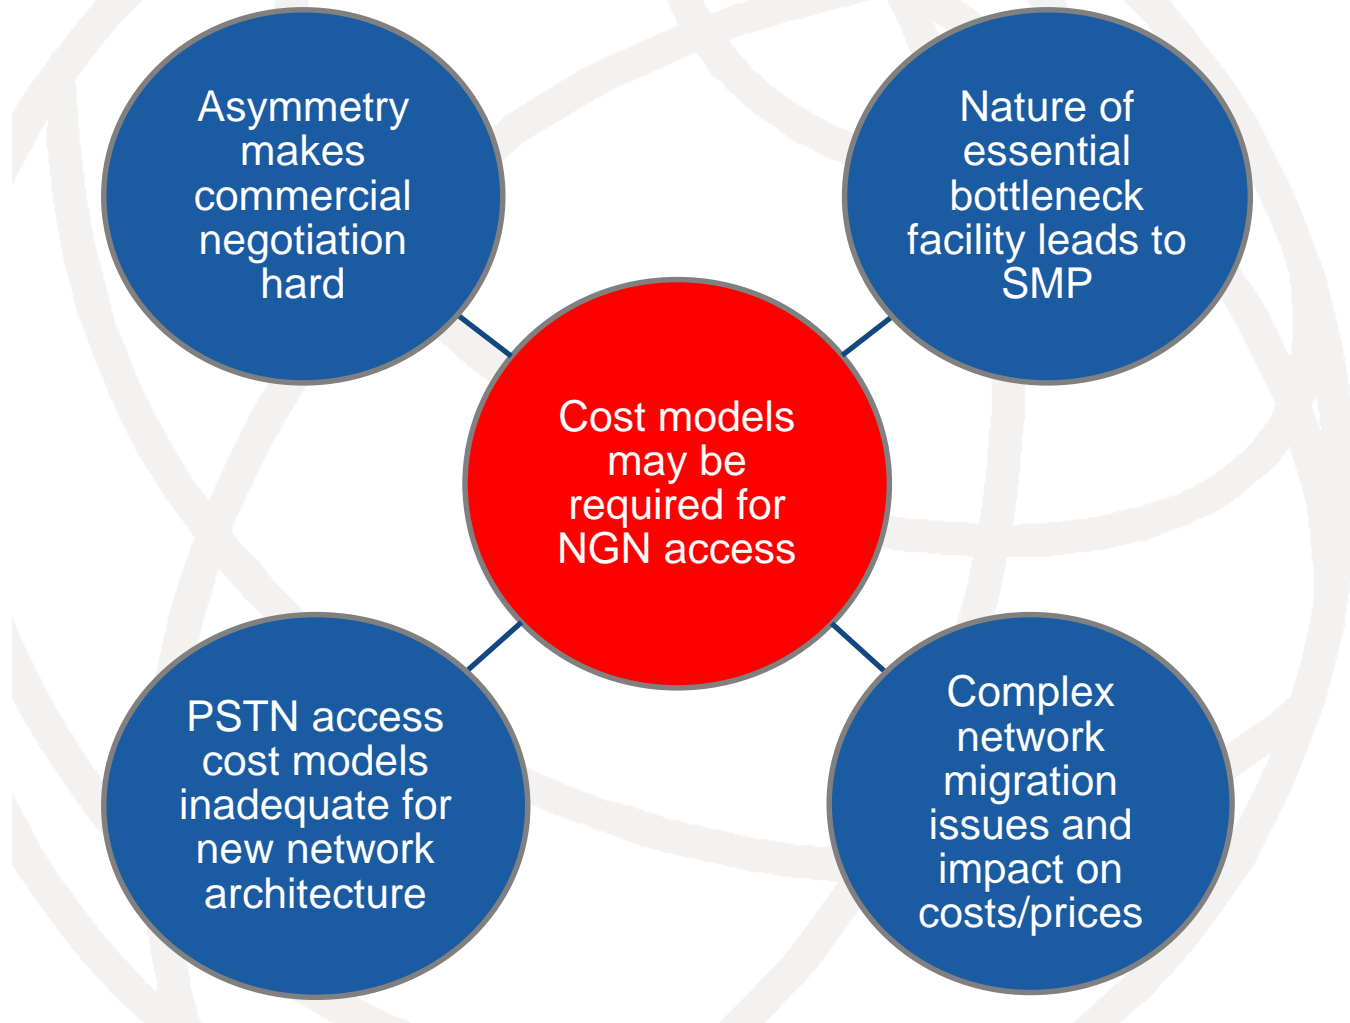 Asymmetry
makes
commercial
negotiation
hard
Nature of
essential
bottleneck
facility leads to
SMP
Cost models
may be
required for
NGN access
PSTN access
cost models
inadequate for
new network
architecture
Complex
network
migration
issues and
impact on
costs/prices